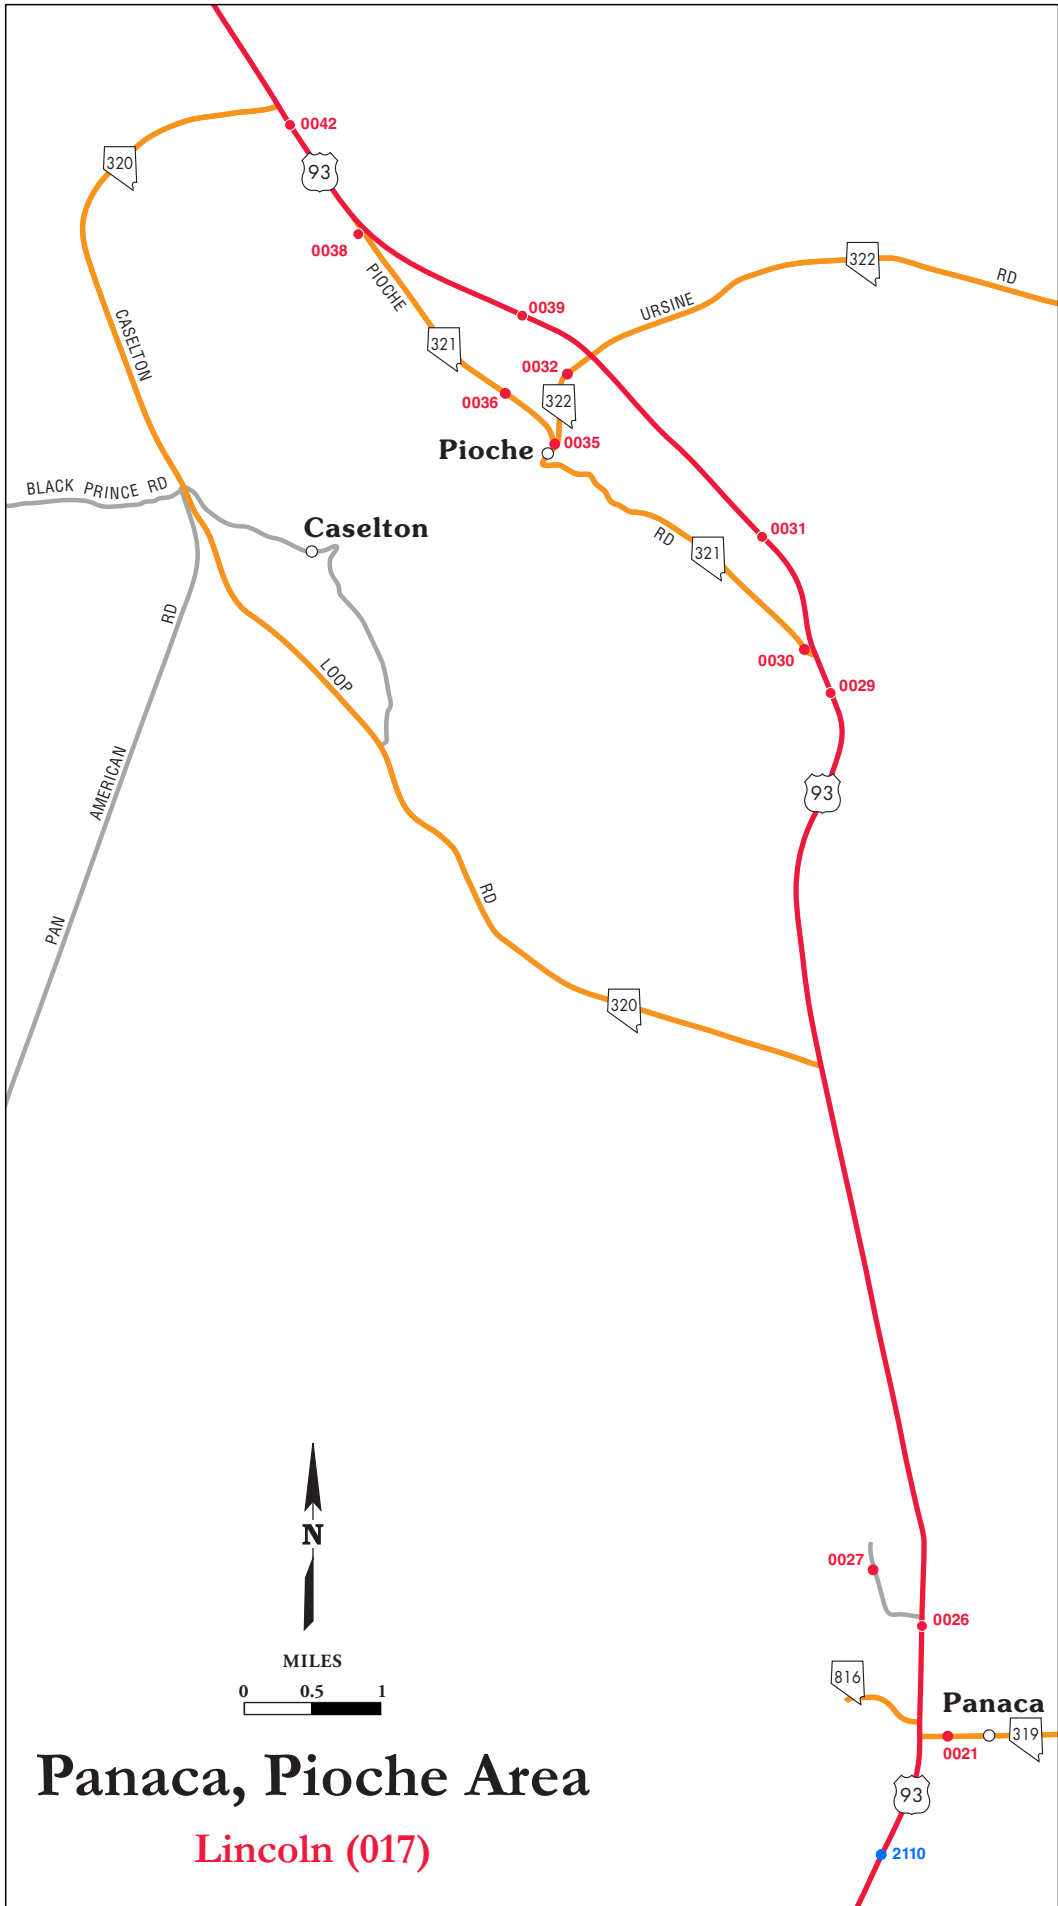 0042
320
93
0038
PIOCHE
322
RD
URSINE
0039
CASELTON
321
0032
0036
322
0035
Pioche
BLACK PRINCE RD
Caselton
0031
RD
321
RD
0030
LOOP
0029
AMERICAN
93
RD
PAN
320
N
0027
0026
MILES
0 0.5 1
816
Panaca
319
0021
Panaca, Pioche Area
93
Lincoln (017)
2110